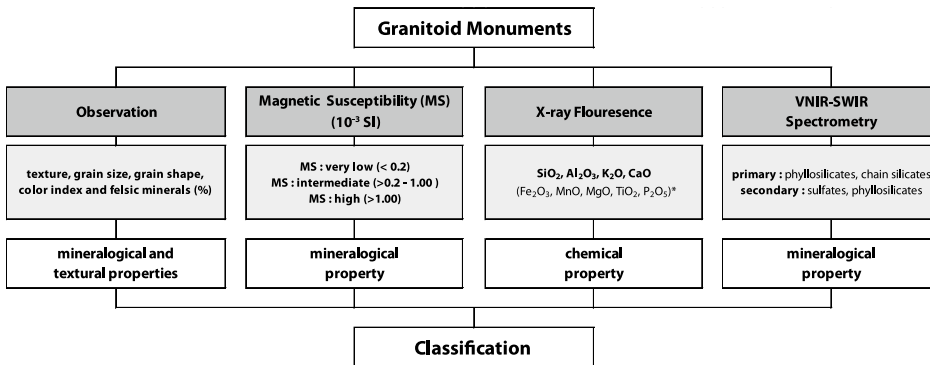 Granitoid Monuments
Observation
texture, grain size, grain shape,
color index and felsic minerals (%)
mineralogical and
textural properties
Magnetic Susceptibility (MS)
(10⁻³ SI)
MS : very low (< 0.2)
MS : intermediate (>0.2 - 1.00 )
MS : high (>1.00)
mineralogical
property
X-ray Flouresence
SiO₂, Al₂O₃, K₂O, CaO
(Fe₂O₃, MnO, MgO, TiO₂, P₂O₅)*
chemical
property
VNIR-SWIR
Spectrometry
primary : phyllosilicates, chain silicates
secondary : sulfates, phyllosilicates
mineralogical
property
Classification